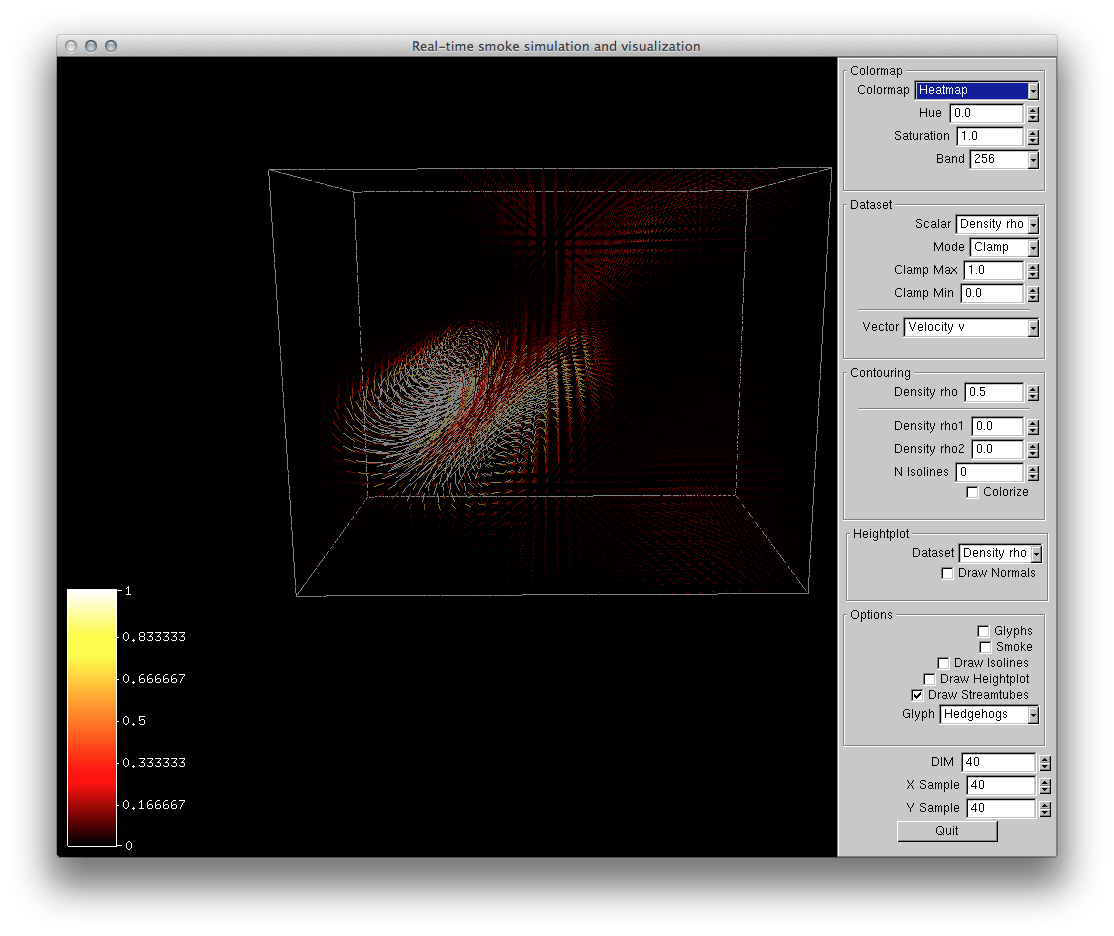 Real-time smoke simulation and visualization
Colormap
Colormap Heatmap
Hue 0.0
Saturation 1.0
Band 256
Dataset
Scalar Density rho
Mode Clamp
Clamp Max 1.0
Clamp Min 0.0
Vector Velocity v
Contouring
Density rho 0.5
Density rho1 0.0
Density rho2 0.0
N Isolines 0
Colorize
Heightplot
Dataset Density rho
Draw Normals
Options
Glyphs
Smoke
Draw Isolines
Draw Heightplot
Draw Streamtubes
Glyph Hedgehogs
DIM 40
X Sample 40
Y Sample 40
Quit
1
0.833333
0.666667
0.5
0.333333
0.166667
0